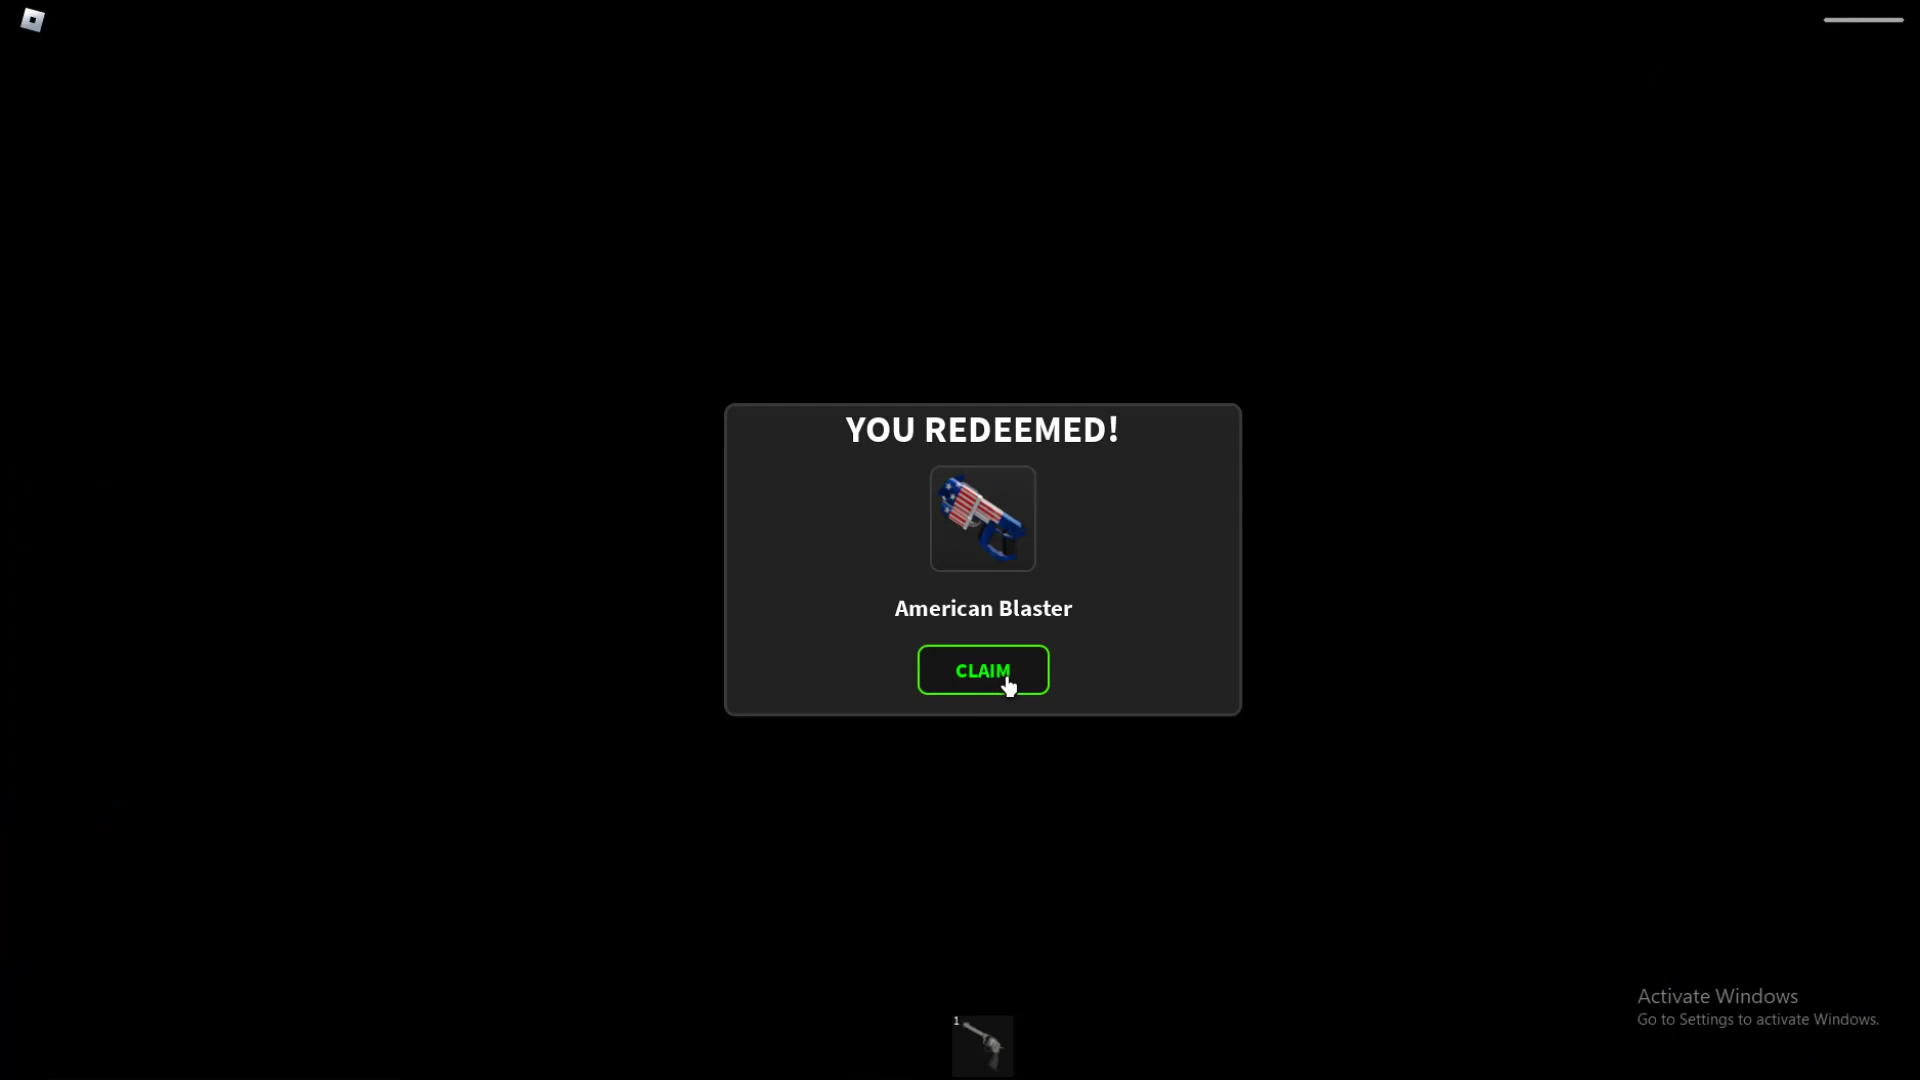 YOU REDEEMED!
American Blaster
CLAIM
Activate Windows
Go to Settings to activate Windows.
1